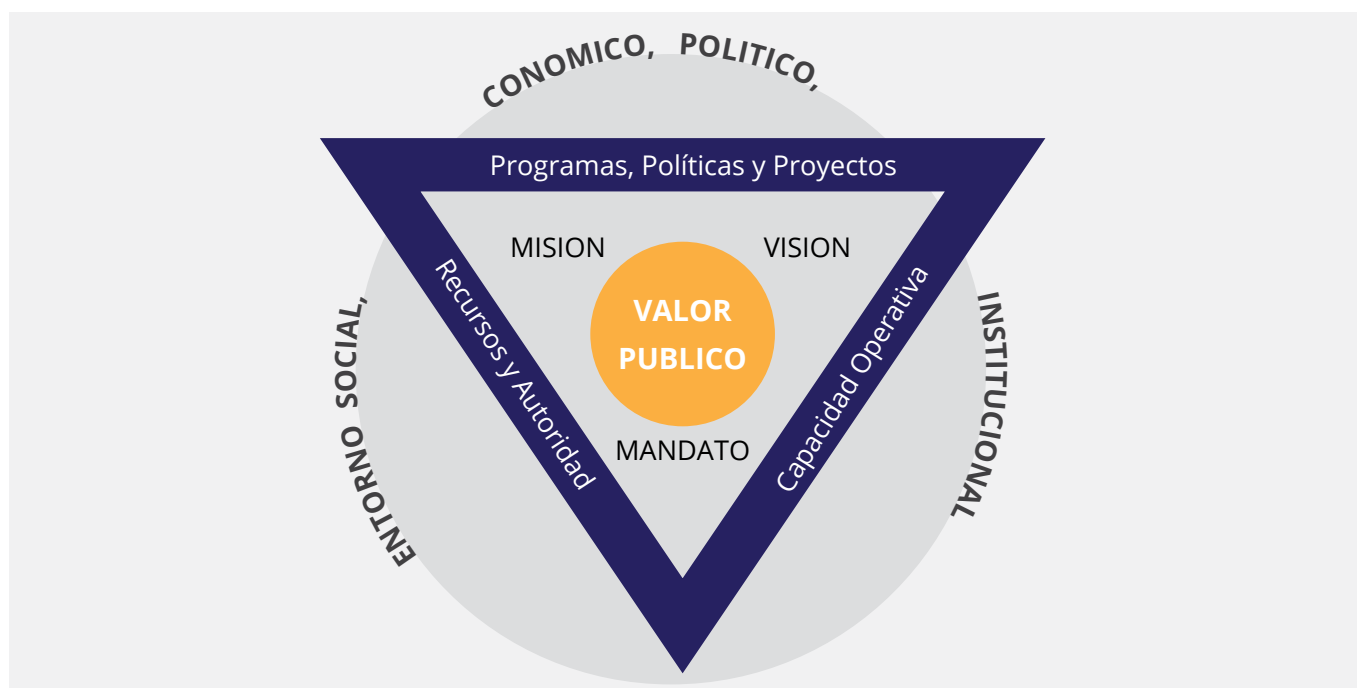 ENTORNO SOCIAL,
CONOMICO, POLITICO,
INSTITUCIONAL
Programas, Políticas y Proyectos
Recursos y Autoridad
Capacidad Operativa
MISION
VISION
VALOR
PUBLICO
MANDATO